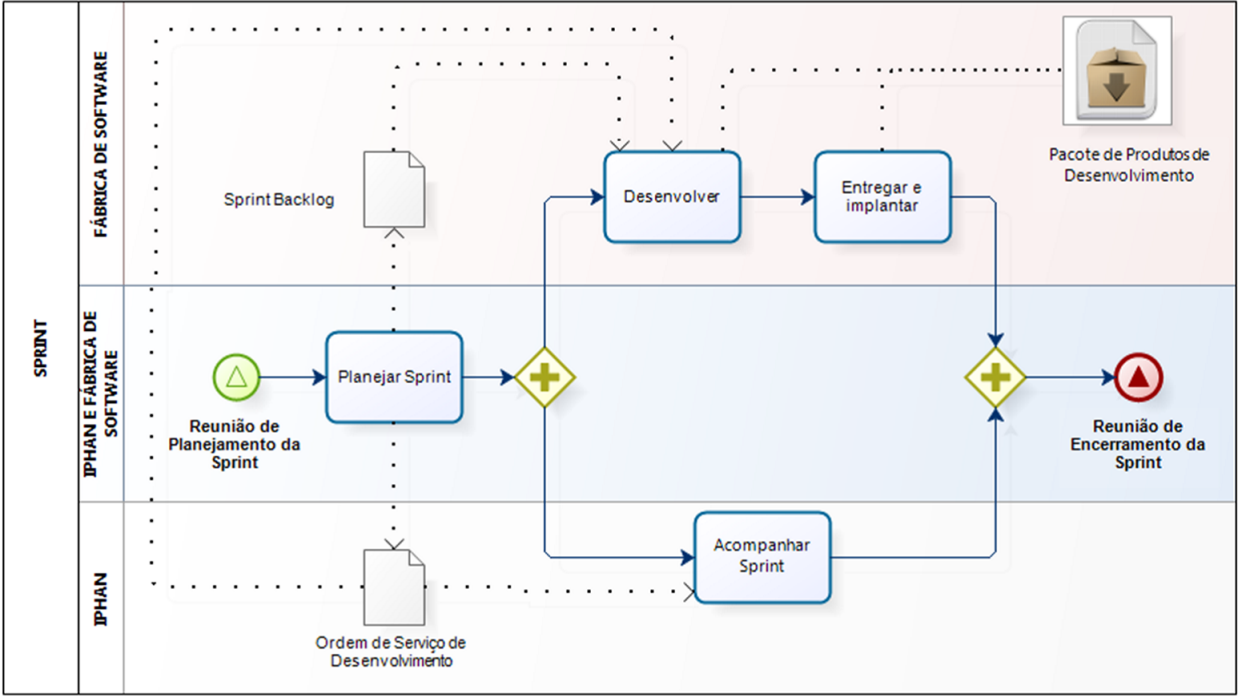 SPRINT
FÁBRICA DE SOFTWARE
Sprint Backlog
Desenvolver
Entregar e
implantar
Pacote de Produtos de
Desenvolvimento
IPHAN E FÁBRICA DE
SOFTWARE
Reunião de
Planejamento da
Sprint
Planejar Sprint
Reunião de
Encerramento da
Sprint
IPHAN
Ordem de Serviço de
Desenvolvimento
Acompanhar
Sprint